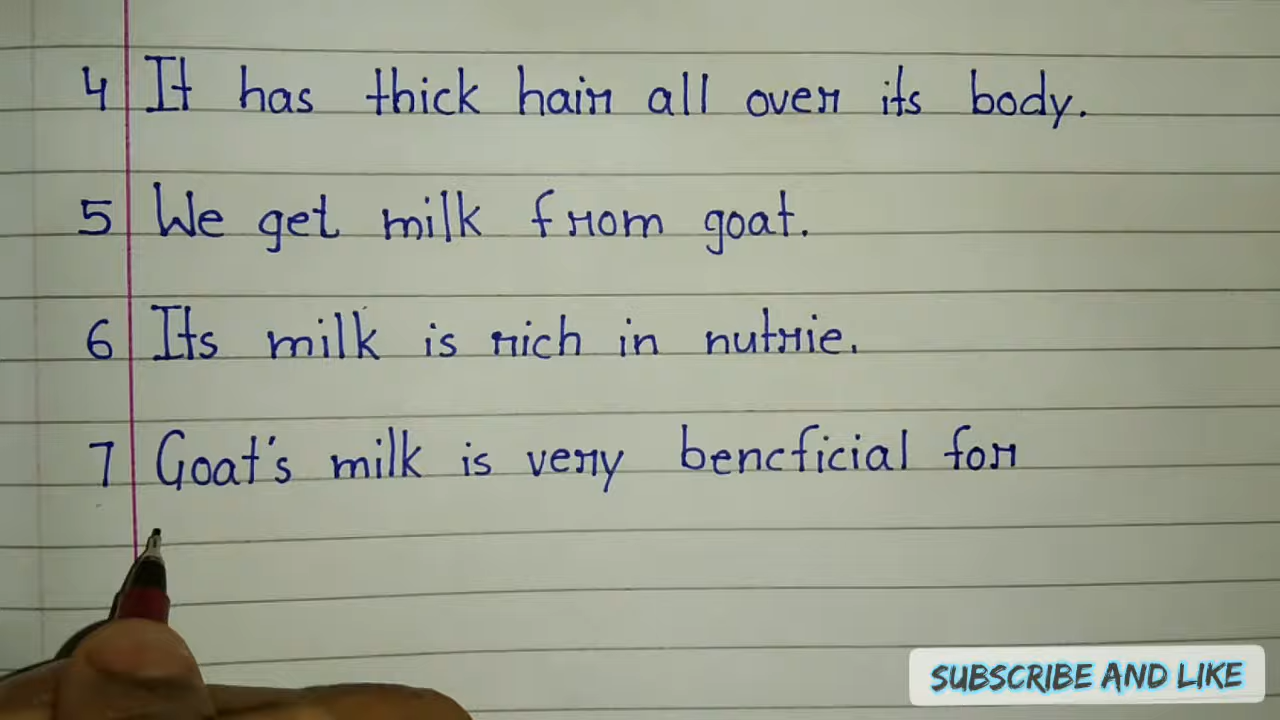 4 It has thick hair all over its body.
5 We get milk from goat.
6 Its milk is rich in nutrie.
7 Goat's milk is very bencficial for
SUBSCRIBE AND LIKE